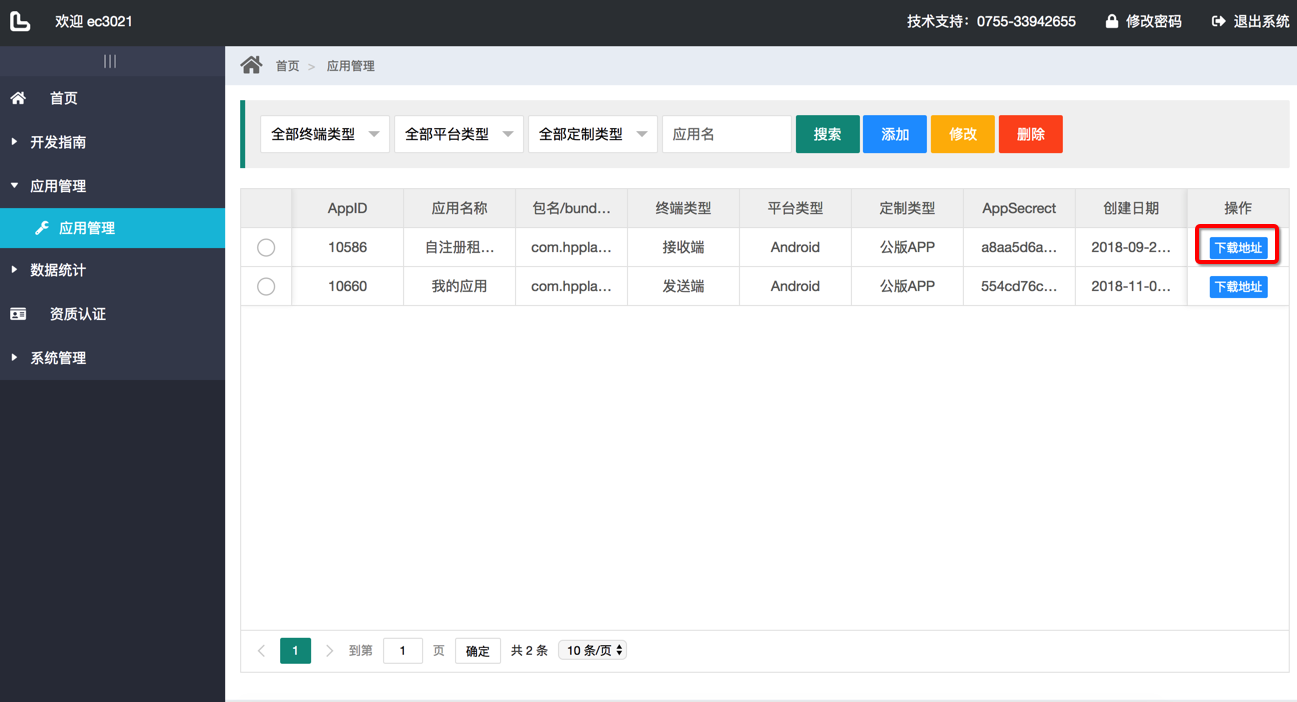 欢迎 ec3021
技术支持：0755-33942655 修改密码 退出系统
首页 > 应用管理
首页
开发指南
应用管理
应用管理
数据统计
资质认证
系统管理
全部终端类型 全部平台类型 全部定制类型 应用名 搜索 添加 修改 删除
AppID 应用名称 包名/bund... 终端类型 平台类型 定制类型 AppSecrect 创建日期 操作
10586 自注册租... com.hppla... 接收端 Android 公版APP a8aa5d6a... 2018-09-2... 下载地址
10660 我的应用 com.hppla... 发送端 Android 公版APP 554cd76c... 2018-11-0... 下载地址
< 1 > 到第 1 页 确定 共 2 条 10 条/页